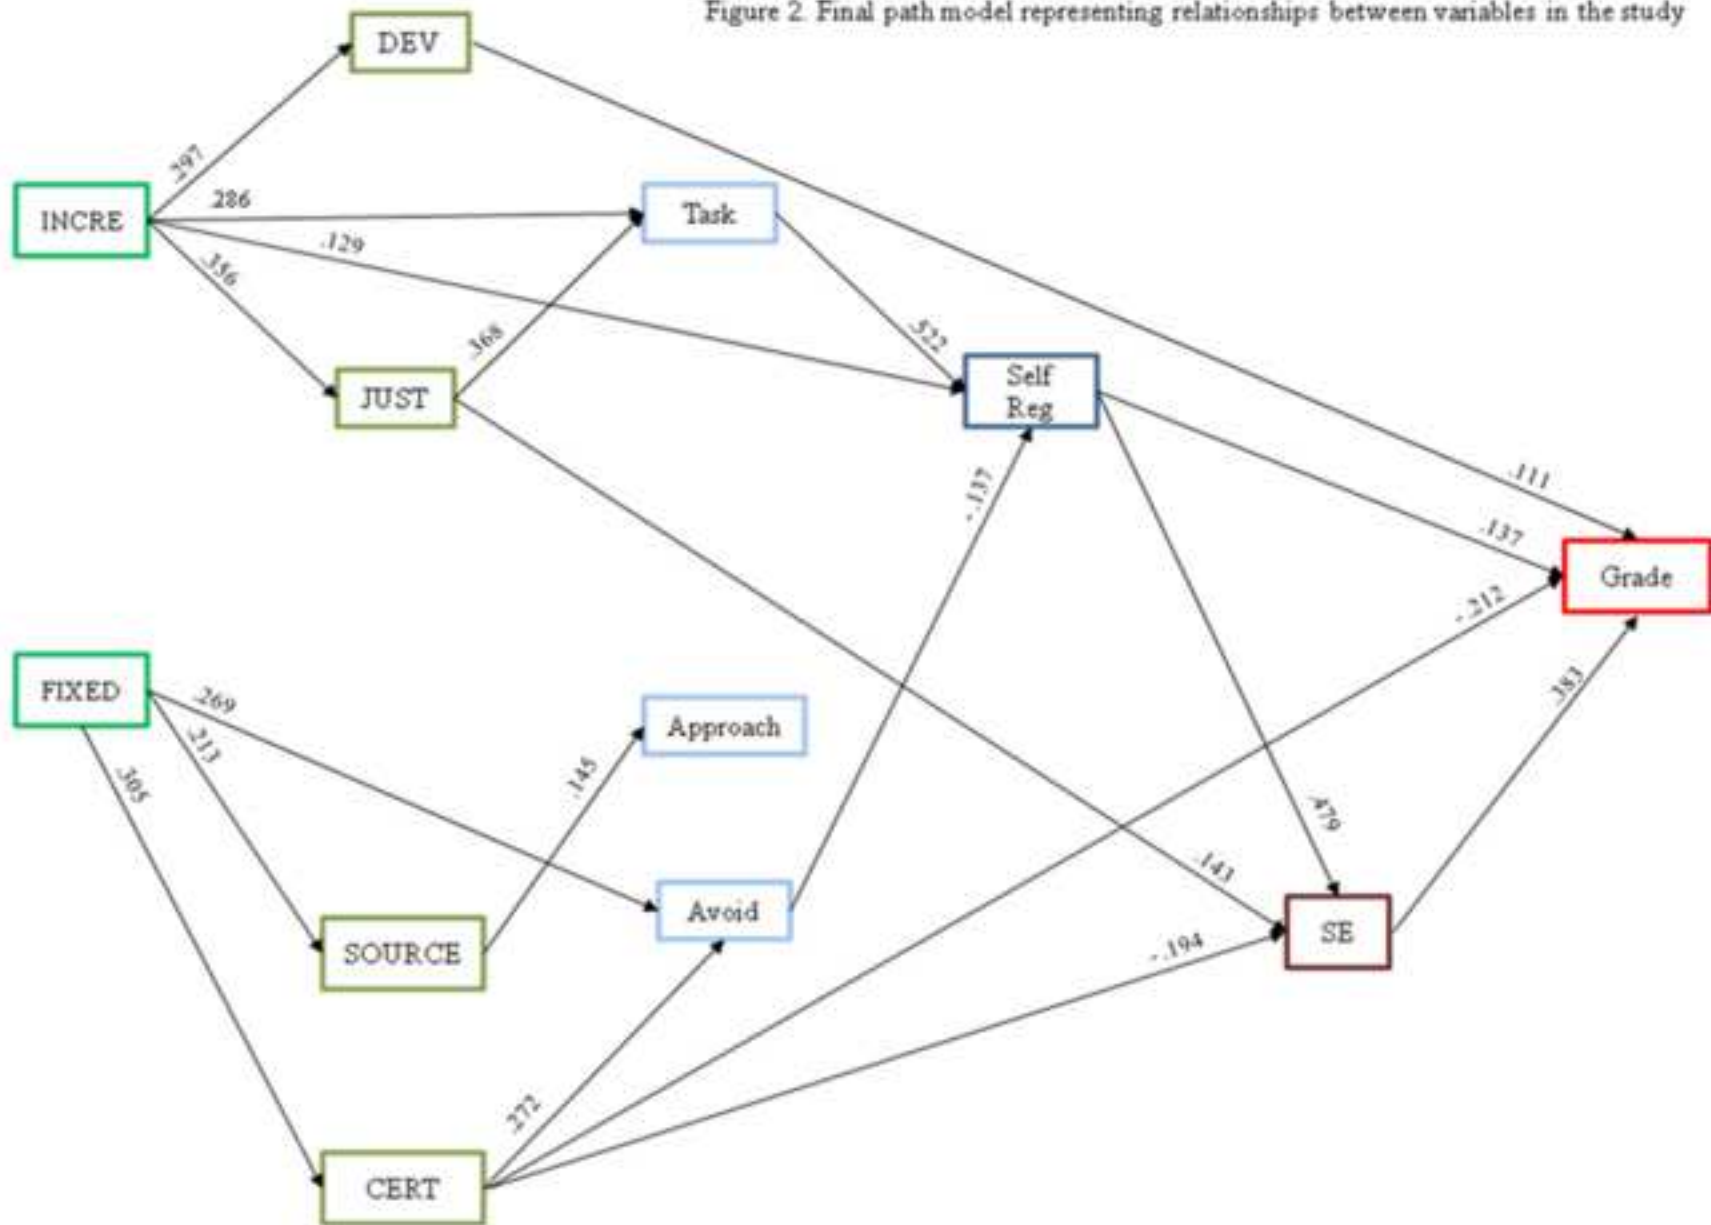 Figure 2. Final path model representing relationships between variables in the study
DEV
.297
INCRE
.286
Task
.129
.356
.368
.522
JUST
Self
Reg
.111
-.137
.137
Grade
-.212
FIXED
.269
.213
Approach
.383
.305
.145
.479
.143
Avoid
SE
SOURCE
-.194
.272
CERT